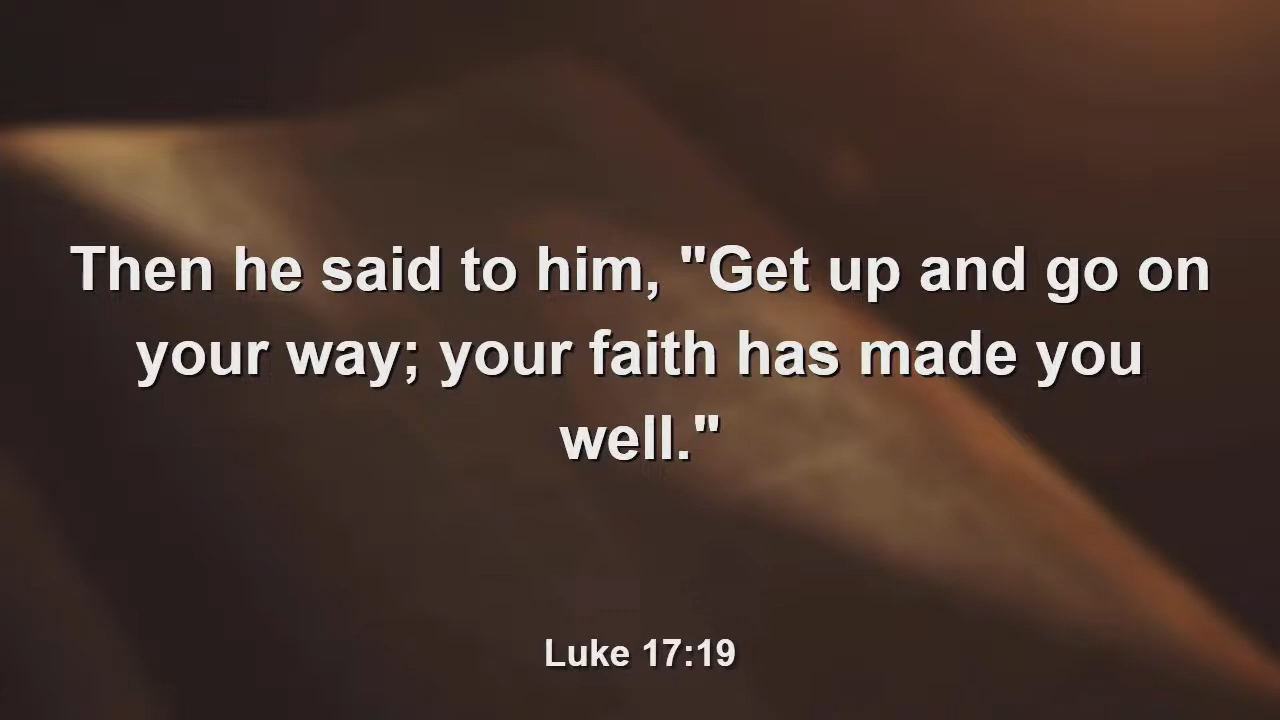 Then he said to him, "Get up and go on
your way; your faith has made you
well."
Luke 17:19